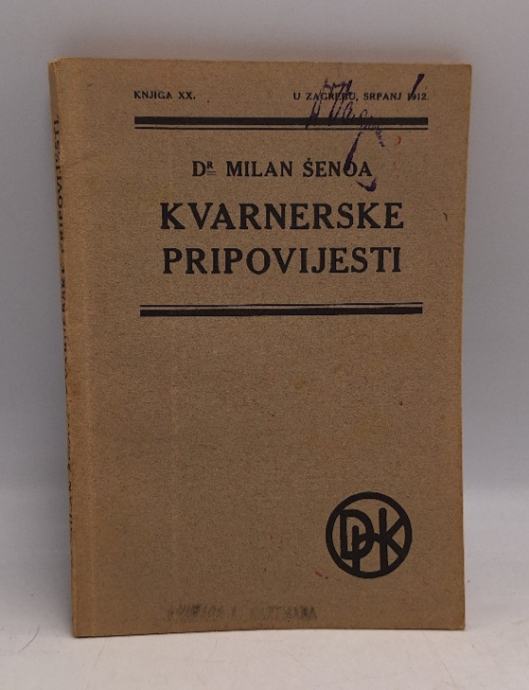 KNJIGA XX. U ZAGREBU, SRPANJ 1912.
DR MILAN ŠENOA
KVARNERSKE
PRIPOVIJESTI
DHK